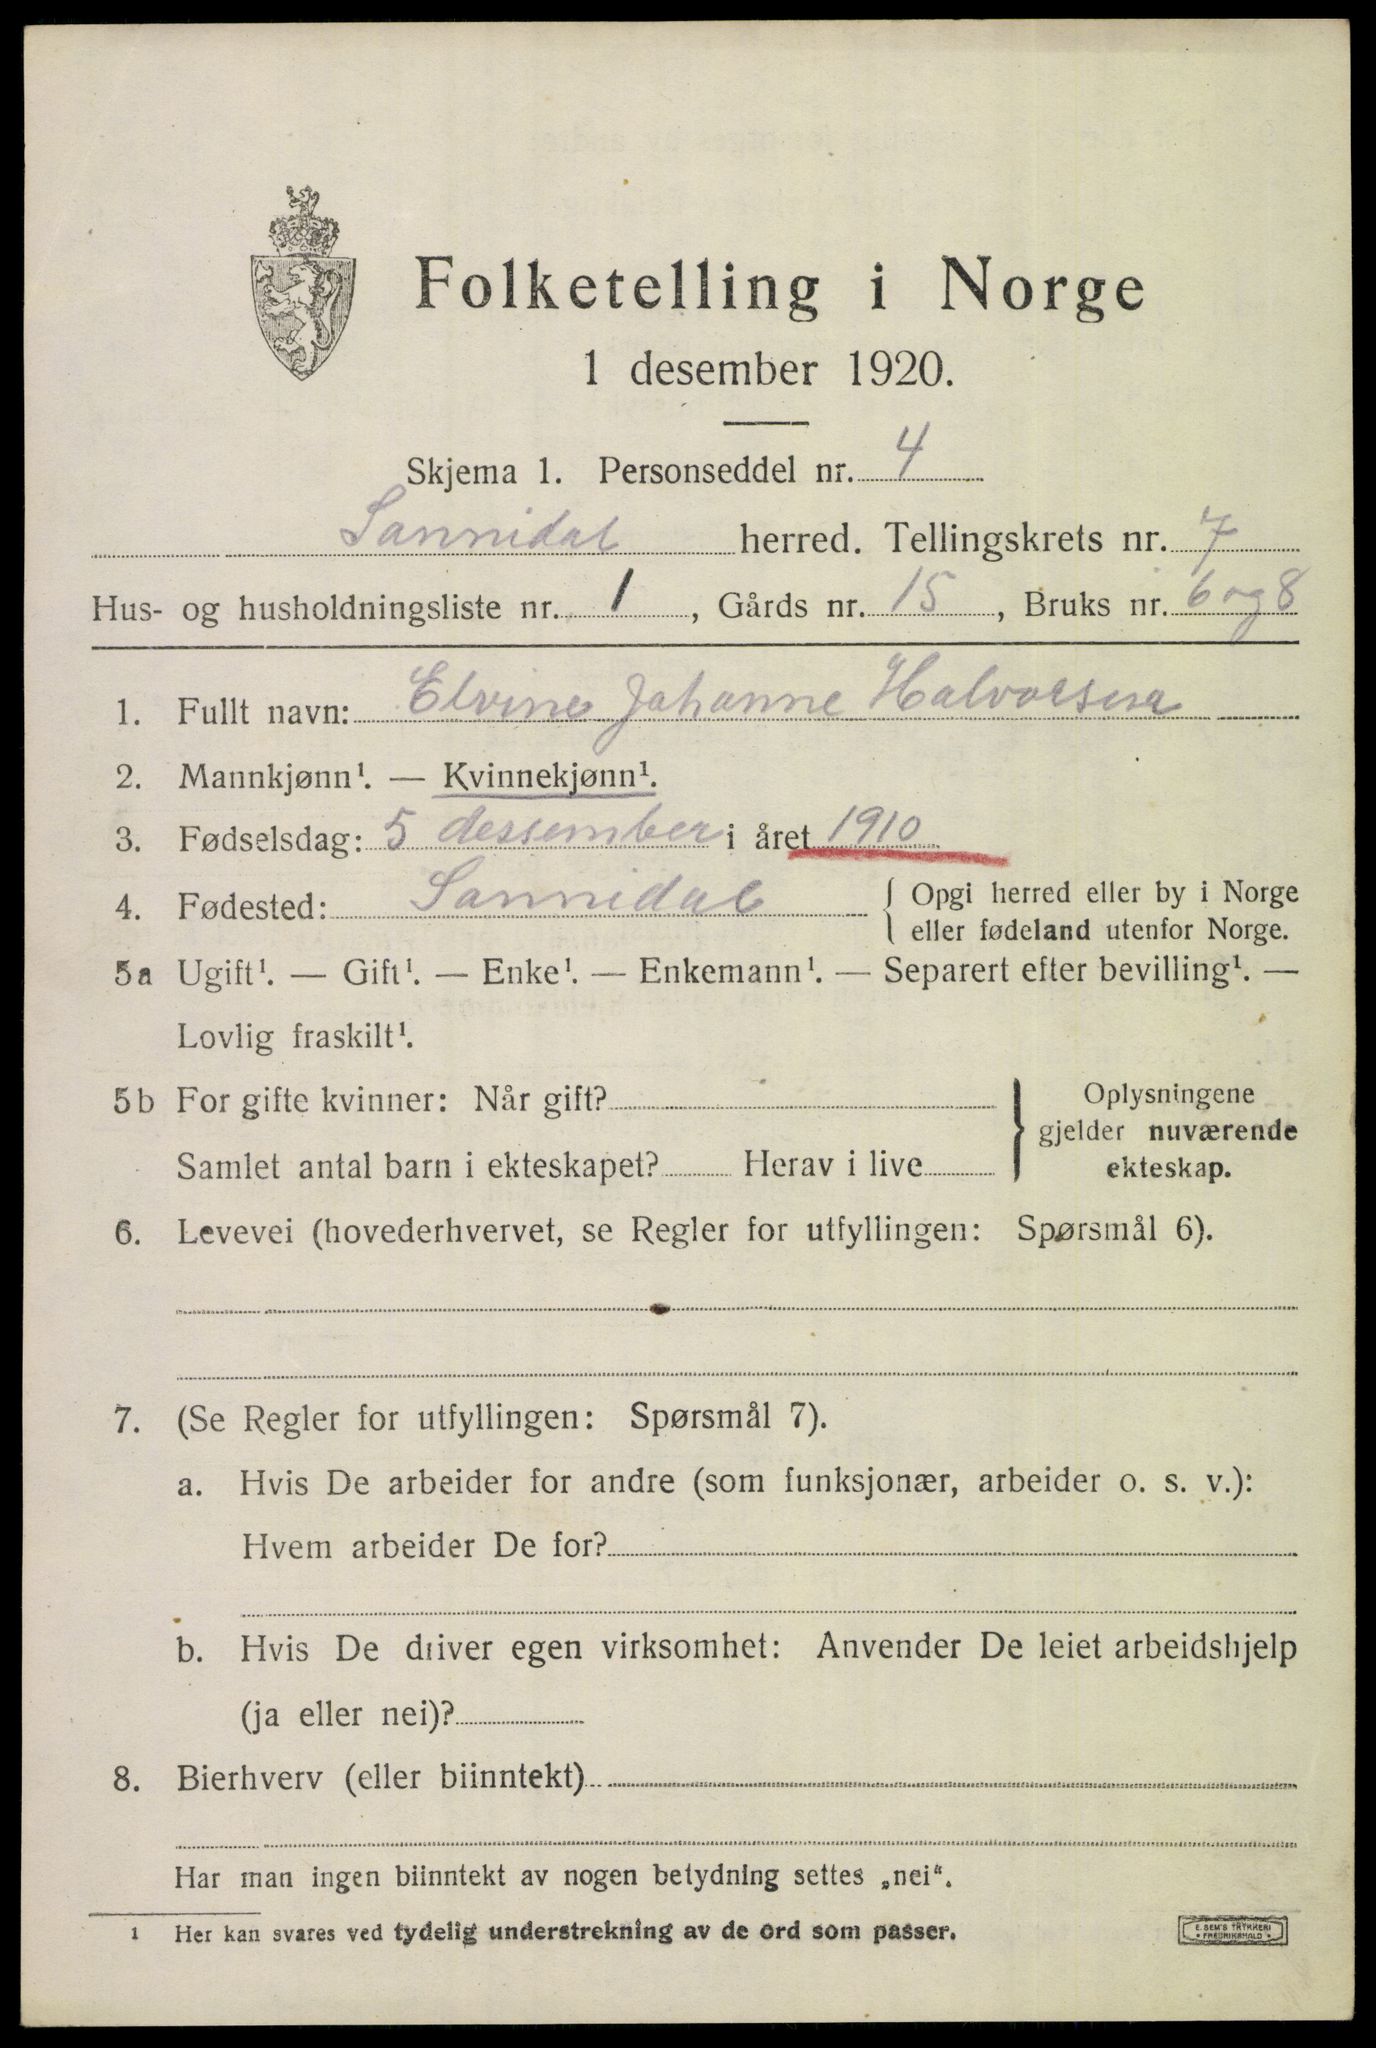 Folketelling i Norge
1 desember 1920.
Skjema 1. Personseddel nr. 4
Sannidal herred. Tellingskrets nr. 7
Hus- og husholdningsliste nr. 1, Gårds nr. 15, Bruks nr. 6 og 8
1. Fullt navn: Elvine Johanne Halvorsen
2. Mannkjønn¹. — Kvinnekjønn¹.
3. Fødselsdag: 5 dessember i året 1910
4. Fødested: Sannidal { Opgi herred eller by i Norge
eller fødeland utenfor Norge.
5a Ugift¹. — Gift¹. — Enke¹. — Enkemann¹. — Separert efter bevilling¹. —
Lovlig fraskilt¹.
5b For gifte kvinner: Når gift?
Samlet antal barn i ekteskapet? Herav i live
} Oplysningene
gjelder nuværende
ekteskap.
6. Levevei (hovederhvervet, se Regler for utfyllingen: Spørsmål 6).
7. (Se Regler for utfyllingen: Spørsmål 7).
a. Hvis De arbeider for andre (som funksjonær, arbeider o. s. v.):
Hvem arbeider De for?
b. Hvis De driver egen virksomhet: Anvender De leiet arbeidshjelp
(ja eller nei)?
8. Bierhverv (eller biinntekt)
Har man ingen biinntekt av nogen betydning settes „nei“.
1 Her kan svares ved tydelig understrekning av de ord som passer.
E. SEM'S TRYKKERI
• FREDRIKSHALD •